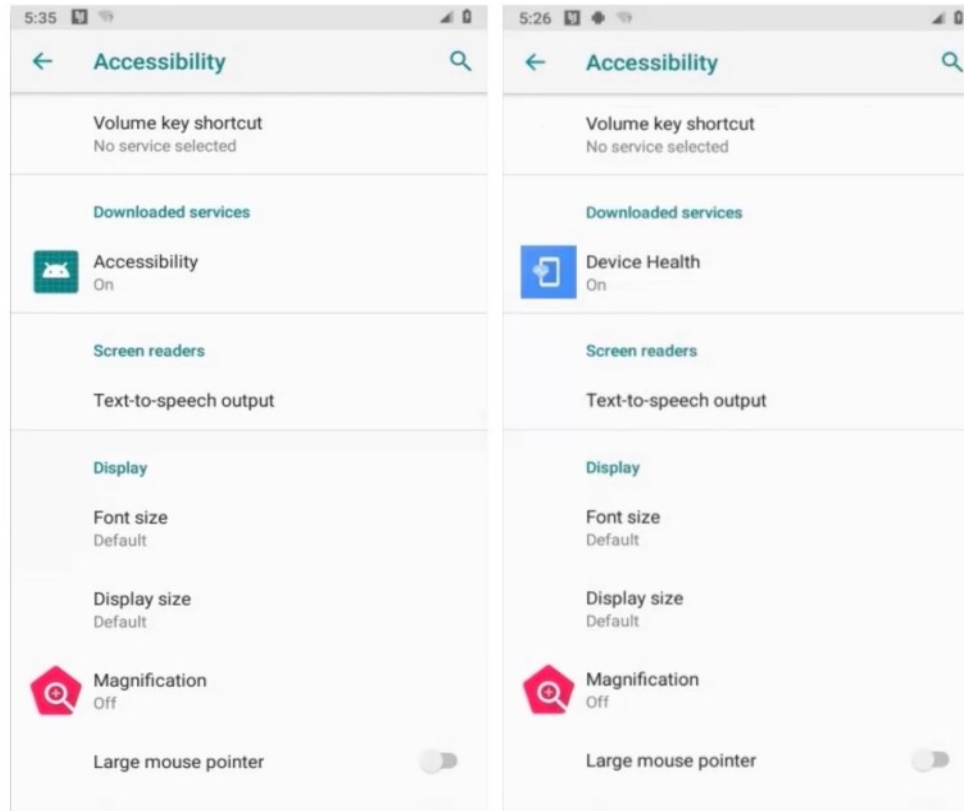 5:35
Accessibility
Volume key shortcut
No service selected
Downloaded services
Accessibility
On
Screen readers
Text-to-speech output
Display
Font size
Default
Display size
Default
Magnification
Off
Large mouse pointer
5:26
Accessibility
Volume key shortcut
No service selected
Downloaded services
Device Health
On
Screen readers
Text-to-speech output
Display
Font size
Default
Display size
Default
Magnification
Off
Large mouse pointer